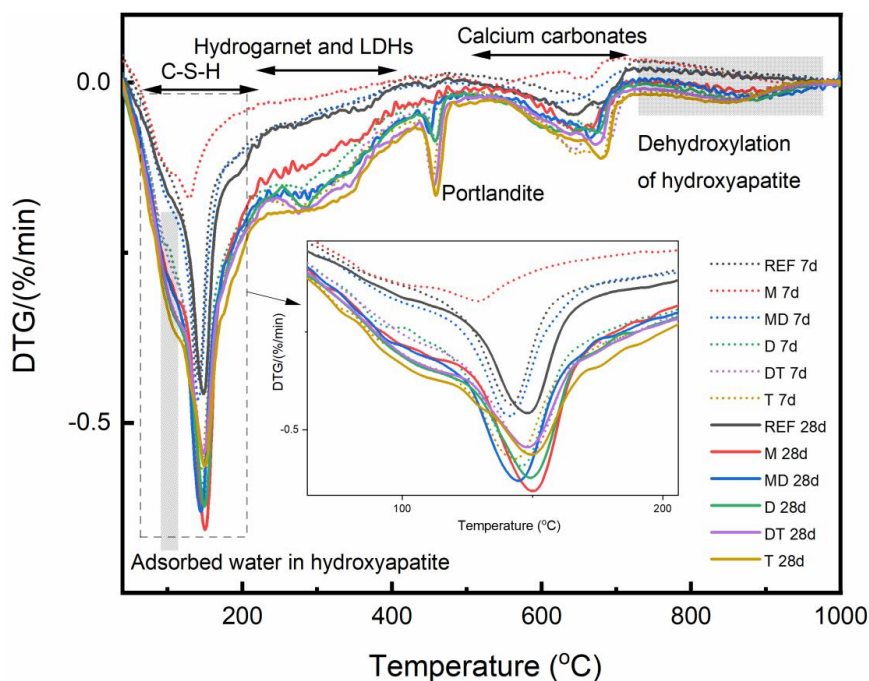 Calcium carbonates
Hydrogarnet and LDHs
C-S-H
0.0
-0.5
DTG/(%/min)
Dehydroxylation
of hydroxyapatite
Portlandite
DTG/(%/min)
-0.5
100
200
Temperature (°C)
REF 7d
M 7d
MD 7d
D 7d
DT 7d
T 7d
REF 28d
M 28d
MD 28d
D 28d
DT 28d
T 28d
Adsorbed water in hydroxyapatite
200
400
600
800
1000
Temperature (°C)